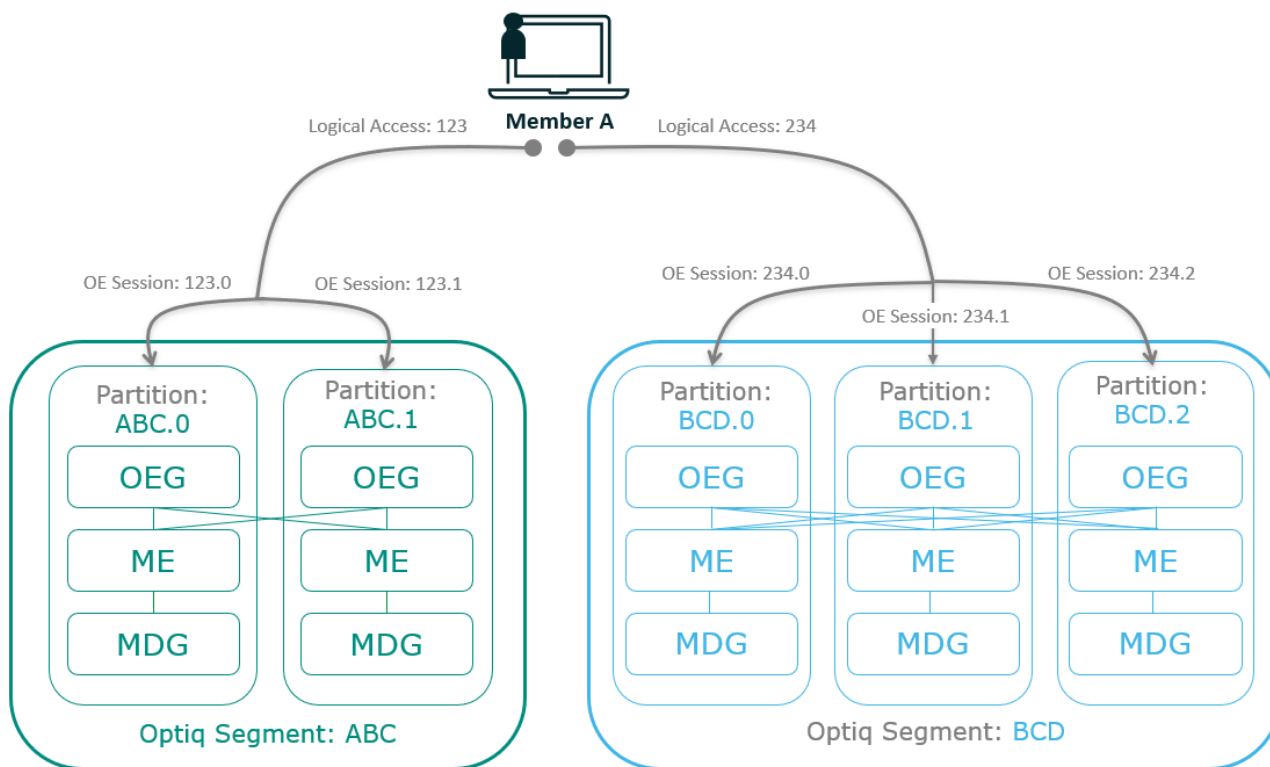 Member A
Logical Access: 123
Logical Access: 234
OE Session: 123.0
OE Session: 123.1
OE Session: 234.0
OE Session: 234.1
OE Session: 234.2
Partition:
ABC.0
OEG
ME
MDG
Partition:
ABC.1
OEG
ME
MDG
Optiq Segment: ABC
Partition:
BCD.0
OEG
ME
MDG
Partition:
BCD.1
OEG
ME
MDG
Partition:
BCD.2
OEG
ME
MDG
Optiq Segment: BCD